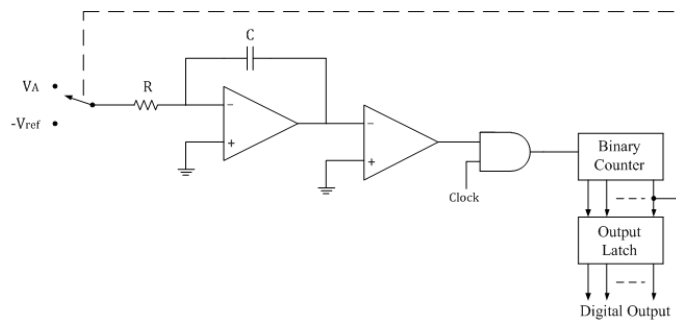 C
VA
R
-Vref
−
+
−
+
Clock
Binary
Counter
Output
Latch
Digital Output